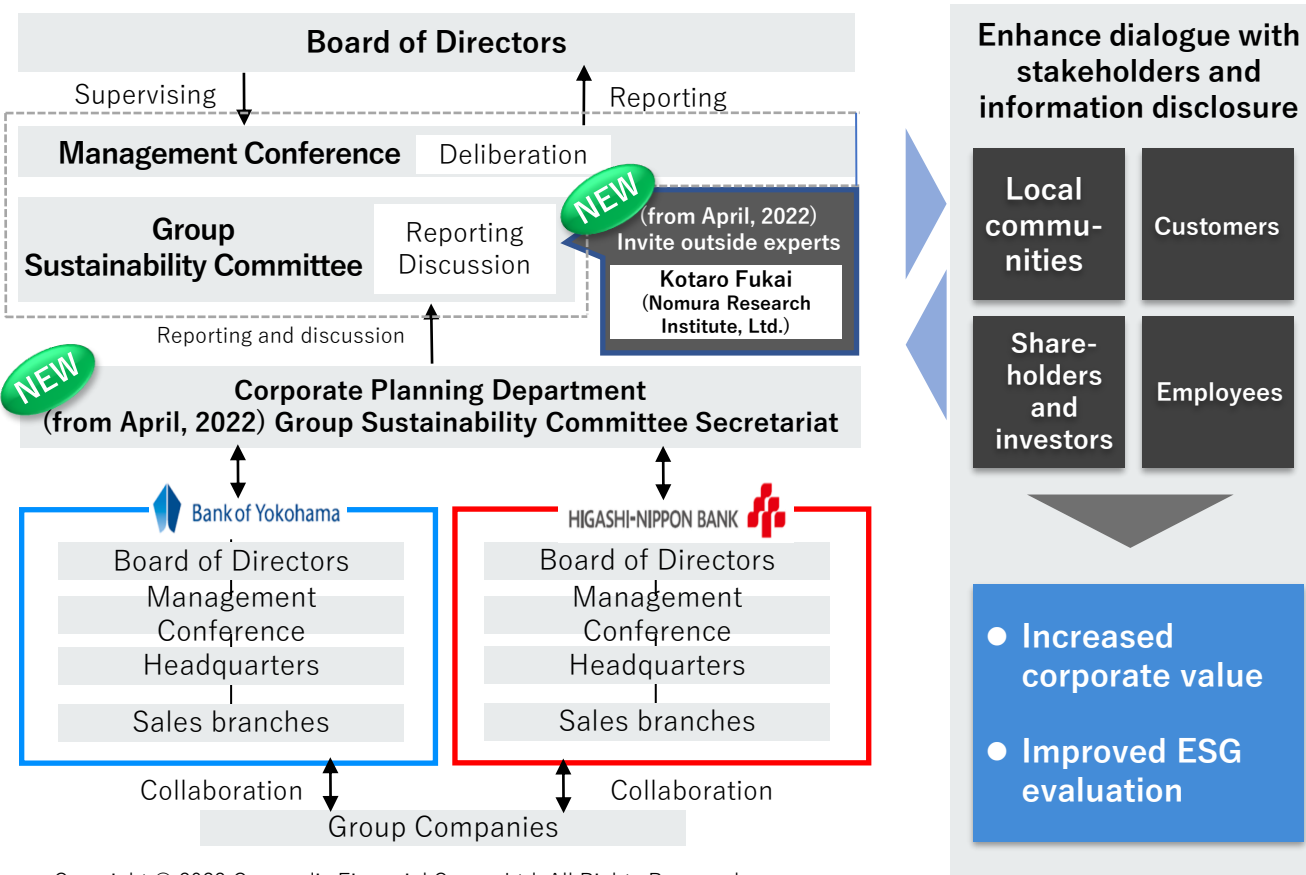 Board of Directors
Supervising
Reporting
Management Conference
Deliberation
Group
Sustainability Committee
Reporting
Discussion
NEW
(from April, 2022)
Invite outside experts
Kotaro Fukai
(Nomura Research
Institute, Ltd.)
Reporting and discussion
NEW
Corporate Planning Department
(from April, 2022) Group Sustainability Committee Secretariat
Bank of Yokohama
Board of Directors
Management
Conference
Headquarters
Sales branches
HIGASHI-NIPPON BANK
Board of Directors
Management
Conference
Headquarters
Sales branches
Collaboration
Collaboration
Group Companies
Enhance dialogue with
stakeholders and
information disclosure
Local
commu-
nities
Customers
Share-
holders
and
investors
Employees
● Increased
corporate value
● Improved ESG
evaluation